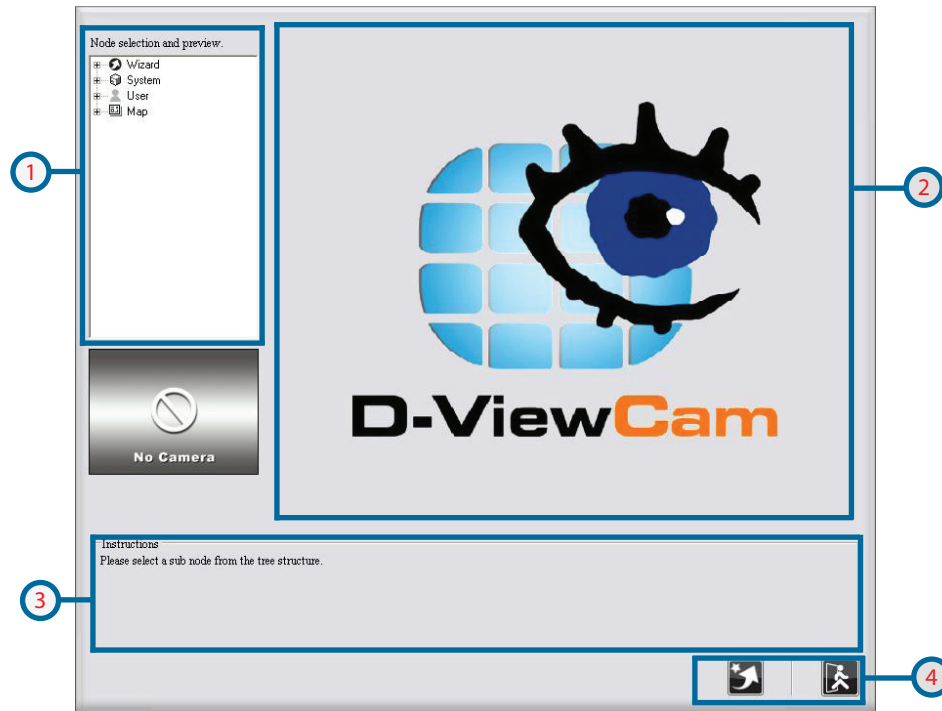 Node selection and preview.
Wizard
System
User
Map
1
2
D-ViewCam
No Camera
Instructions
Please select a sub node from the tree structure.
3
4